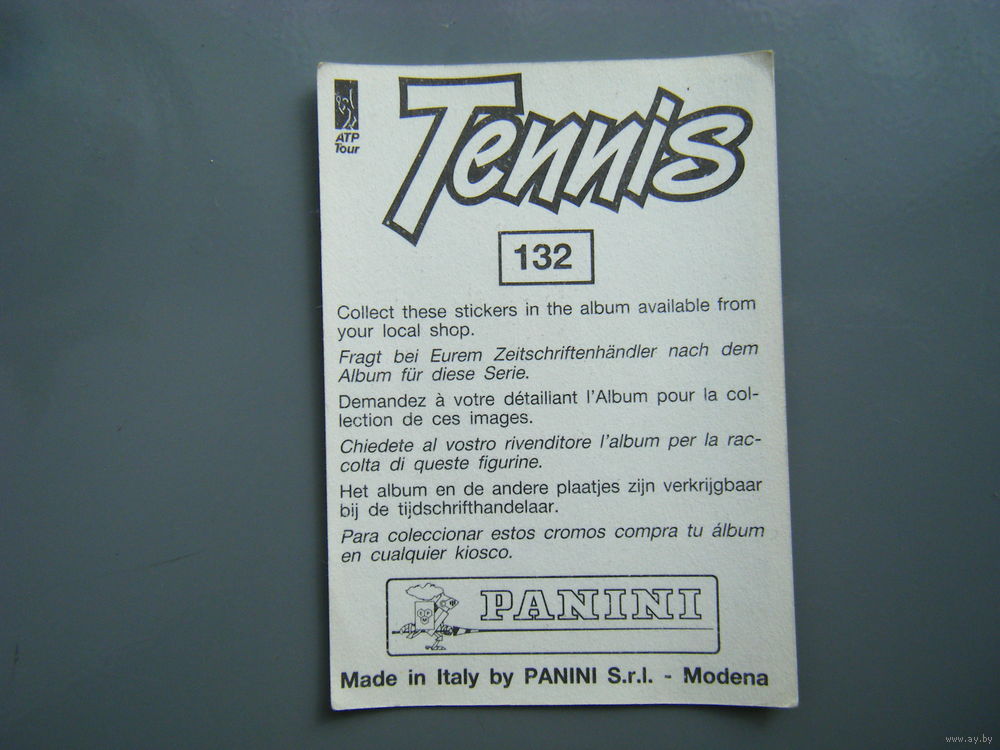 ATP
Tour
Tennis
132
Collect these stickers in the album available from
your local shop.
Fragt bei Eurem Zeitschriftenhändler nach dem
Album für diese Serie.
Demandez à votre détailiant l'Album pour la col-
lection de ces images.
Chiedete al vostro rivenditore l'album per la rac-
colta di queste figurine.
Het album en de andere plaatjes zijn verkrijgbaar
bij de tijdschrifthandelaar.
Para coleccionar estos cromos compra tu álbum
en cualquier kiosco.
PANINI
Made in Italy by PANINI S.r.l. - Modena
www.ay.by